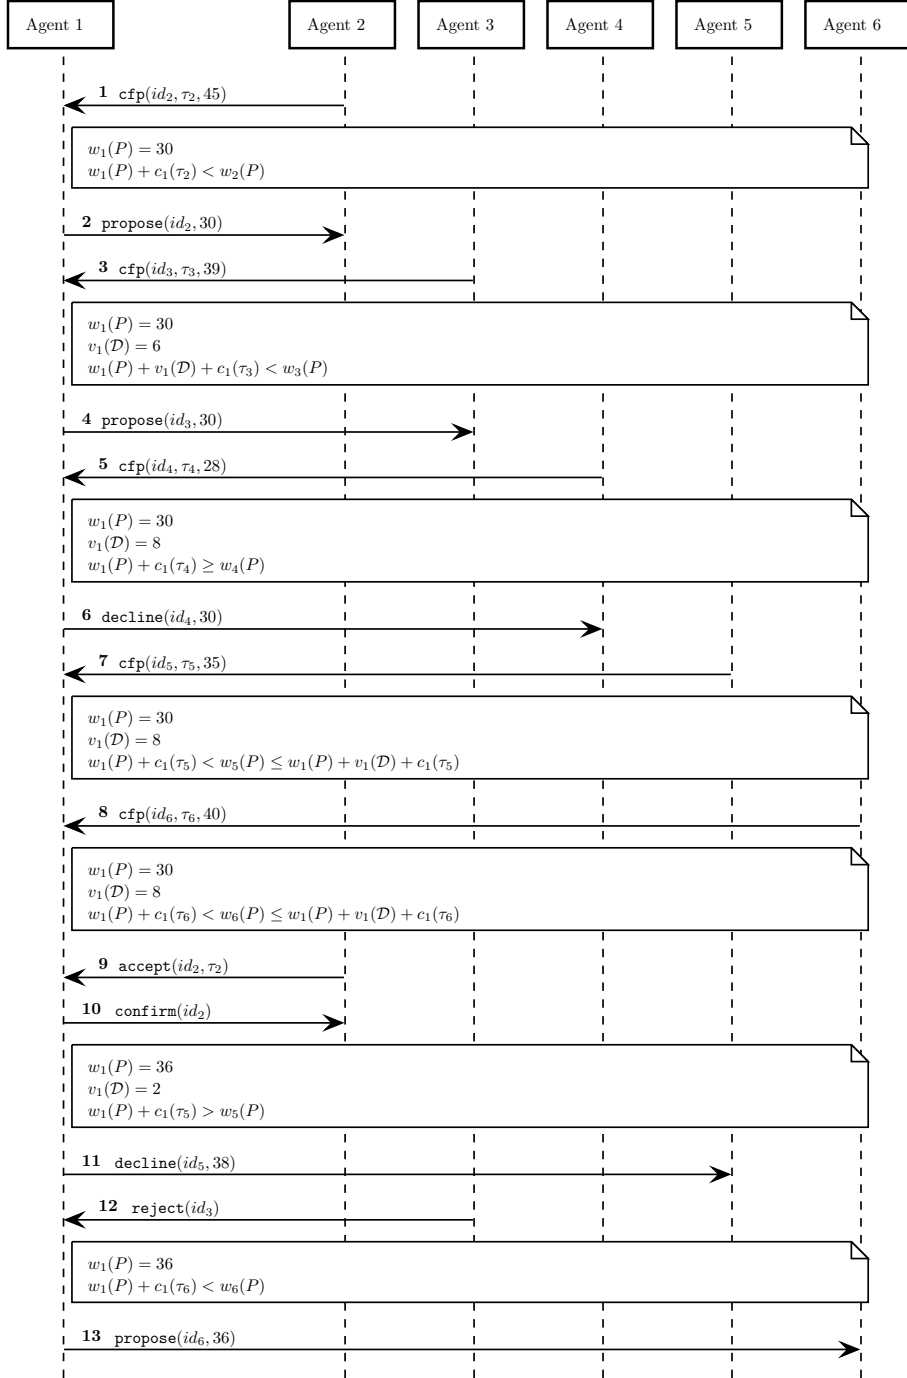 Agent 1 Agent 2 Agent 3 Agent 4 Agent 5 Agent 6
1 cfp(id₂, τ₂, 45)
w₁(P) = 30
w₁(P) + c₁(τ₂) < w₂(P)
2 propose(id₂, 30)
3 cfp(id₃, τ₃, 39)
w₁(P) = 30
v₁(𝒟) = 6
w₁(P) + v₁(𝒟) + c₁(τ₃) < w₃(P)
4 propose(id₃, 30)
5 cfp(id₄, τ₄, 28)
w₁(P) = 30
v₁(𝒟) = 8
w₁(P) + c₁(τ₄) ≥ w₄(P)
6 decline(id₄, 30)
7 cfp(id₅, τ₅, 35)
w₁(P) = 30
v₁(𝒟) = 8
w₁(P) + c₁(τ₅) < w₅(P) ≤ w₁(P) + v₁(𝒟) + c₁(τ₅)
8 cfp(id₆, τ₆, 40)
w₁(P) = 30
v₁(𝒟) = 8
w₁(P) + c₁(τ₆) < w₆(P) ≤ w₁(P) + v₁(𝒟) + c₁(τ₆)
9 accept(id₂, τ₂)
10 confirm(id₂)
w₁(P) = 36
v₁(𝒟) = 2
w₁(P) + c₁(τ₅) > w₅(P)
11 decline(id₅, 38)
12 reject(id₃)
w₁(P) = 36
w₁(P) + c₁(τ₆) < w₆(P)
13 propose(id₆, 36)